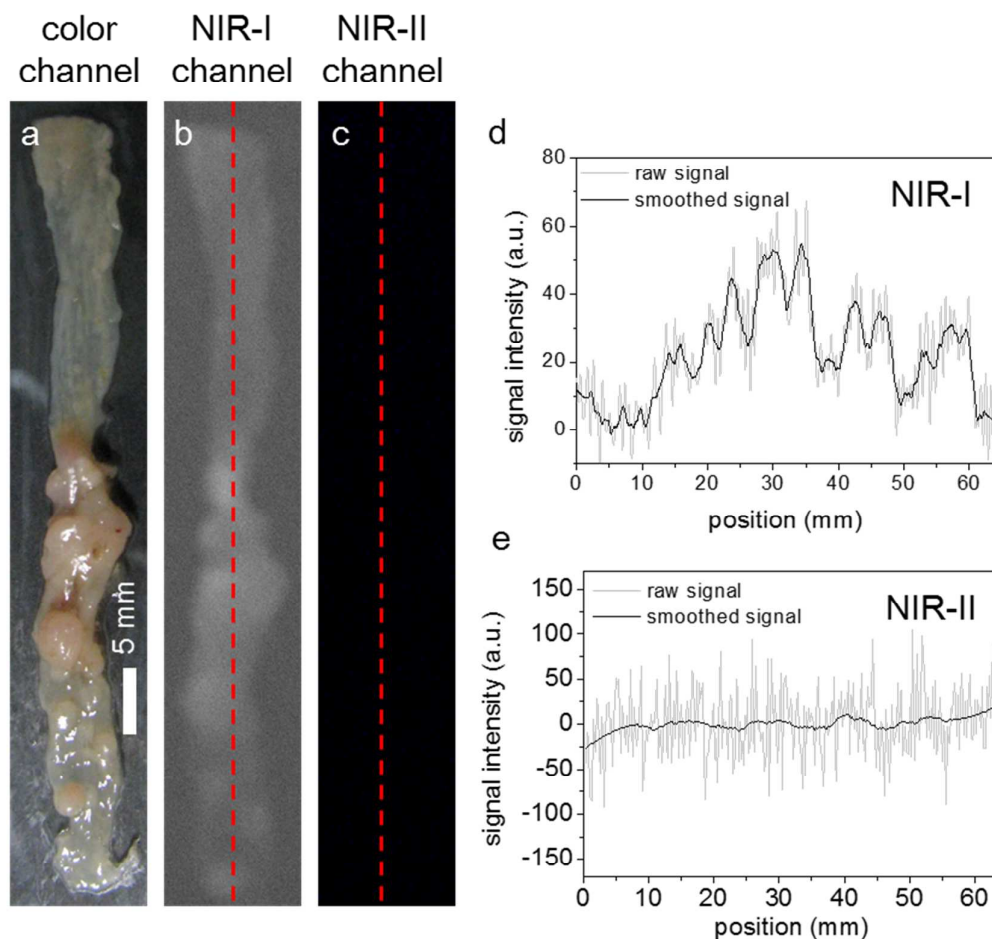 color
channel
NIR-I
channel
NIR-II
channel
a
b
c
5 mm
d
80
60
40
20
0
raw signal
smoothed signal
NIR-I
signal intensity (a.u.)
0 10 20 30 40 50 60
position (mm)
e
150
100
50
0
-50
-100
-150
raw signal
smoothed signal
NIR-II
signal intensity (a.u.)
0 10 20 30 40 50 60
position (mm)